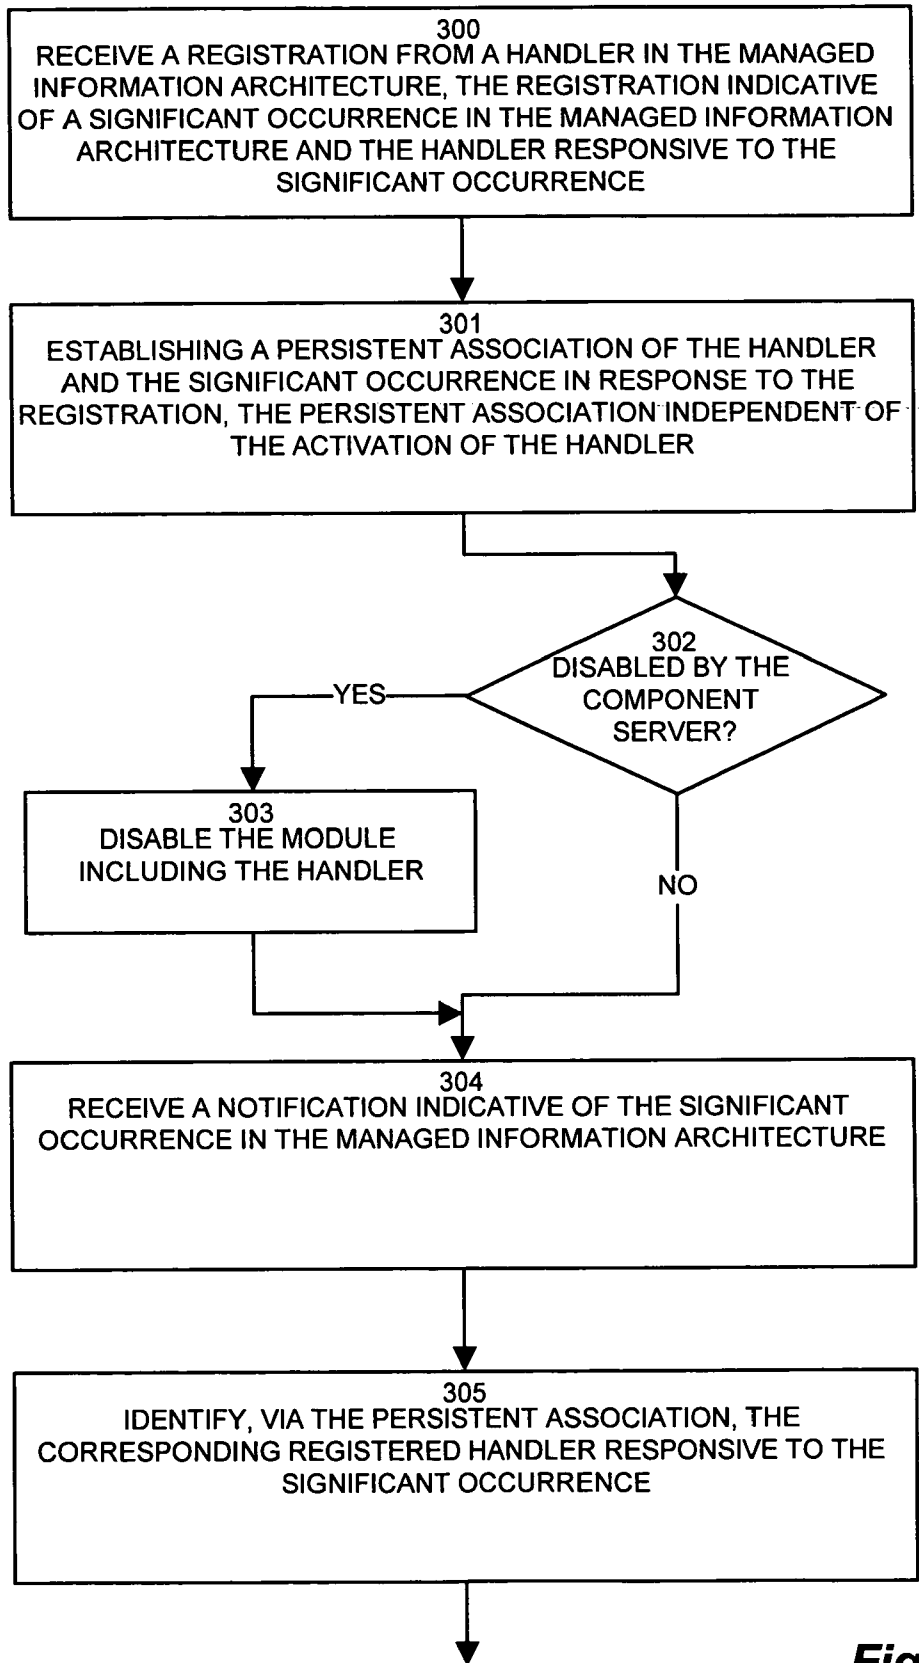 300
RECEIVE A REGISTRATION FROM A HANDLER IN THE MANAGED
INFORMATION ARCHITECTURE, THE REGISTRATION INDICATIVE
OF A SIGNIFICANT OCCURRENCE IN THE MANAGED INFORMATION
ARCHITECTURE AND THE HANDLER RESPONSIVE TO THE
SIGNIFICANT OCCURRENCE
301
ESTABLISHING A PERSISTENT ASSOCIATION OF THE HANDLER
AND THE SIGNIFICANT OCCURRENCE IN RESPONSE TO THE
REGISTRATION, THE PERSISTENT ASSOCIATION INDEPENDENT OF
THE ACTIVATION OF THE HANDLER
302
DISABLED BY THE
COMPONENT
SERVER?
YES
303
DISABLE THE MODULE
INCLUDING THE HANDLER
NO
304
RECEIVE A NOTIFICATION INDICATIVE OF THE SIGNIFICANT
OCCURRENCE IN THE MANAGED INFORMATION ARCHITECTURE
305
IDENTIFY, VIA THE PERSISTENT ASSOCIATION, THE
CORRESPONDING REGISTERED HANDLER RESPONSIVE TO THE
SIGNIFICANT OCCURRENCE
Fig